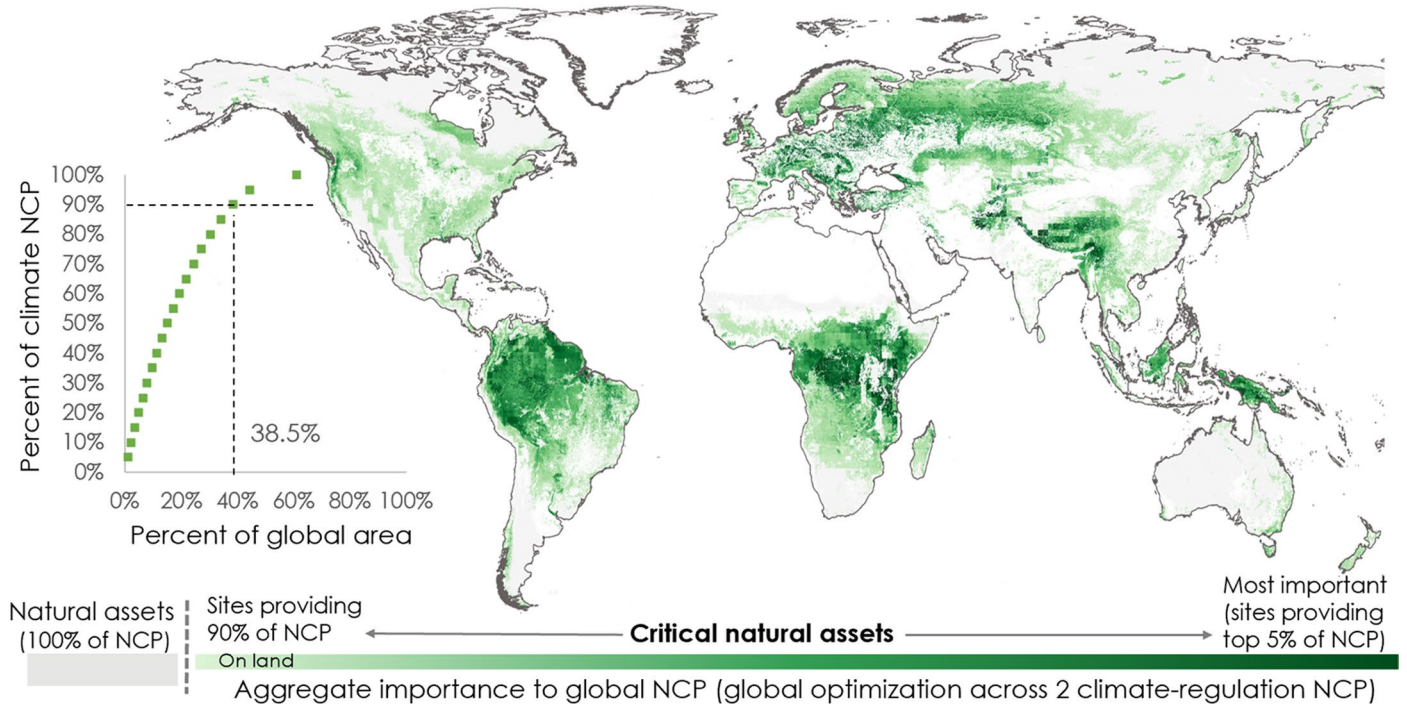 Percent of climate NCP
100%
90%
80%
70%
60%
50%
40%
30%
20%
10%
0%
38.5%
0% 20% 40% 60% 80% 100%
Percent of global area
Natural assets
(100% of NCP)
Sites providing
90% of NCP
Critical natural assets
Most important
(sites providing
top 5% of NCP)
On land
Aggregate importance to global NCP (global optimization across 2 climate-regulation NCP)